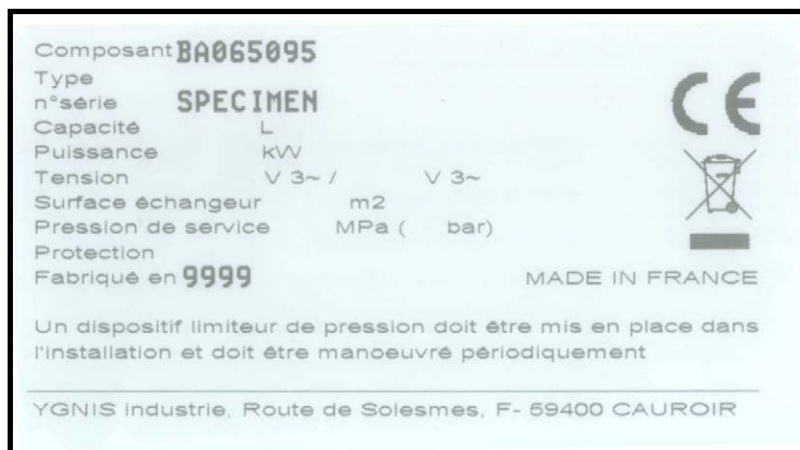 Composant BA065095
Type
n°série SPECIMEN
Capacité L
Puissance kW
Tension V 3~ / V 3~
Surface échangeur m2
Pression de service MPa ( bar)
Protection
Fabriqué en 9999
MADE IN FRANCE
Un dispositif limiteur de pression doit être mis en place dans
l'installation et doit être manoeuvré périodiquement
YGNIS industrie, Route de Solesmes, F- 59400 CAUROIR
CE